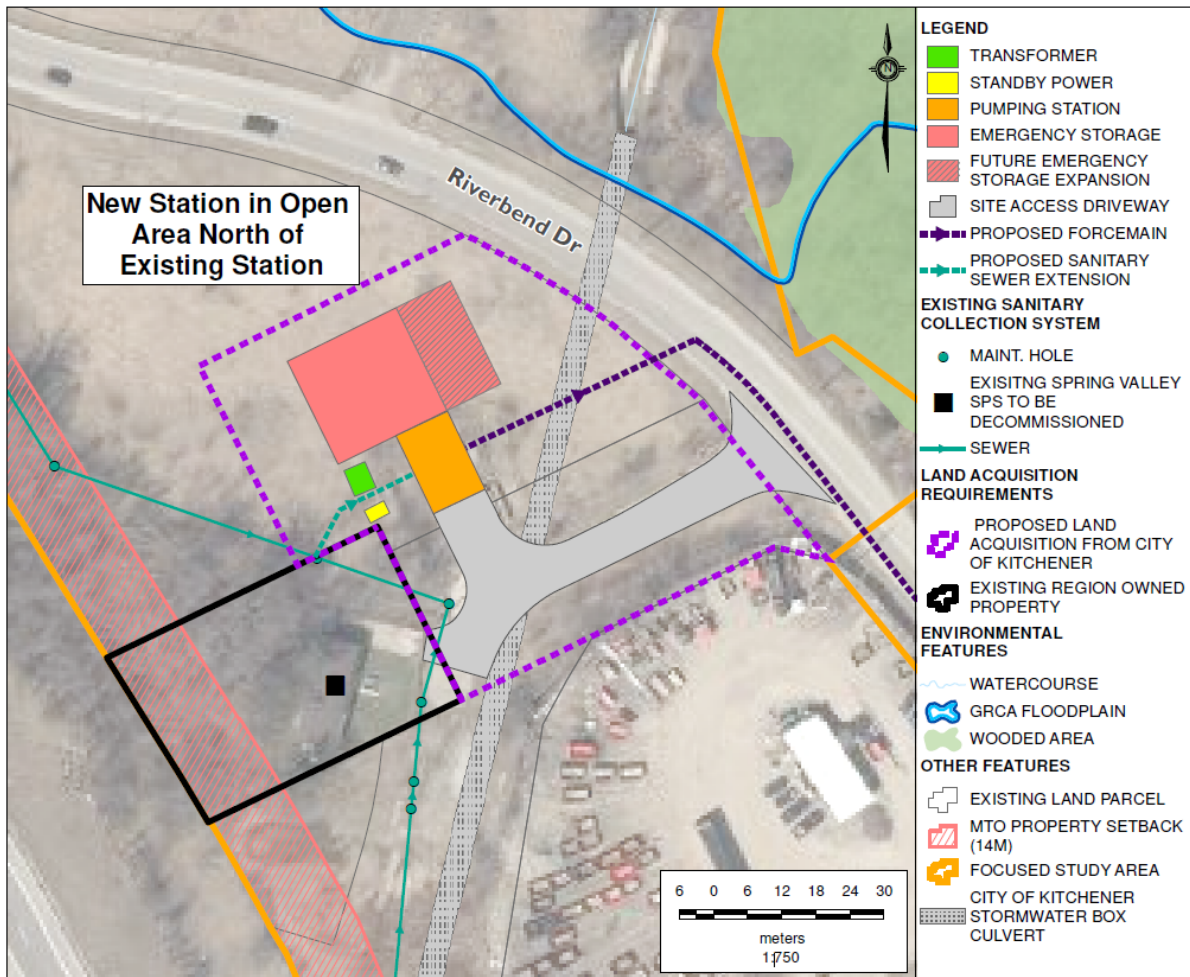 New Station in Open
Area North of
Existing Station
Riverbend Dr
N
6 0 6 12 18 24 30
meters
1:750
LEGEND
TRANSFORMER
STANDBY POWER
PUMPING STATION
EMERGENCY STORAGE
FUTURE EMERGENCY
STORAGE EXPANSION
SITE ACCESS DRIVEWAY
PROPOSED FORCEMAIN
PROPOSED SANITARY
SEWER EXTENSION
EXISTING SANITARY
COLLECTION SYSTEM
MAINT. HOLE
EXISITNG SPRING VALLEY
SPS TO BE
DECOMMISSIONED
SEWER
LAND ACQUISITION
REQUIREMENTS
PROPOSED LAND
ACQUISITION FROM CITY
OF KITCHENER
EXISTING REGION OWNED
PROPERTY
ENVIRONMENTAL
FEATURES
WATERCOURSE
GRCA FLOODPLAIN
WOODED AREA
OTHER FEATURES
EXISTING LAND PARCEL
MTO PROPERTY SETBACK
(14M)
FOCUSED STUDY AREA
CITY OF KITCHENER
STORMWATER BOX
CULVERT